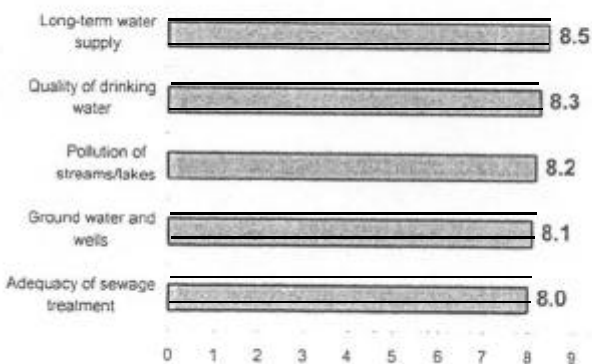 Long-term water
supply
8.5
Quality of drinking
water
8.3
Pollution of
streams/lakes
8.2
Ground water and
wells
8.1
Adequacy of sewage
treatment
8.0
0 1 2 3 4 5 6 7 8 9